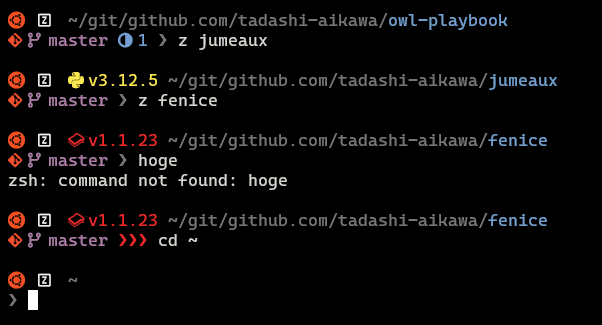 Z ~/git/github.com/tadashi-aikawa/owl-playbook
master 1 ❯ z jumeaux
Z v3.12.5 ~/git/github.com/tadashi-aikawa/jumeaux
master ❯ z fenice
Z v1.1.23 ~/git/github.com/tadashi-aikawa/fenice
master ❯ hoge
zsh: command not found: hoge
Z v1.1.23 ~/git/github.com/tadashi-aikawa/fenice
master ❯❯❯ cd ~
Z ~
❯